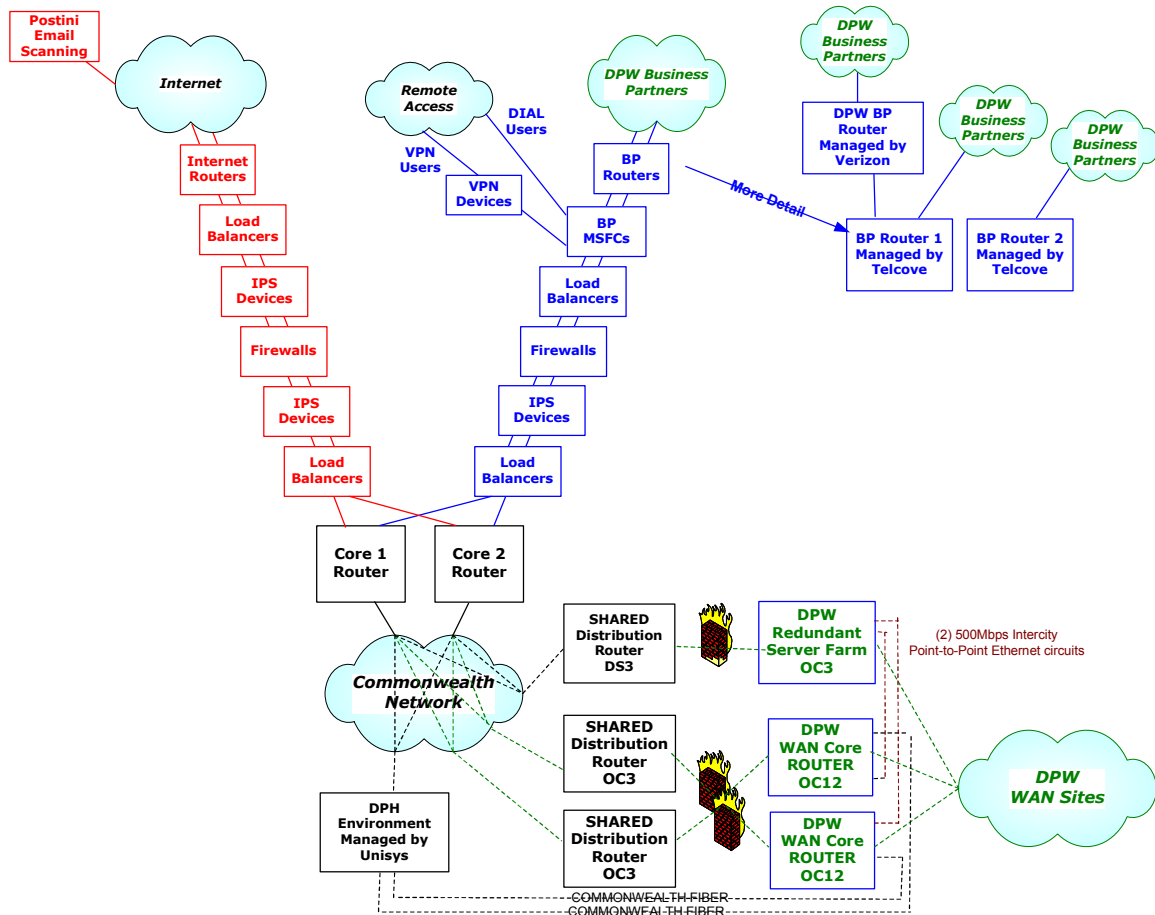 Postini
Email
Scanning
Internet
Remote
Access
DPW Business
Partners
DPW
Business
Partners
DIAL
Users
VPN
Users
VPN
Devices
BP
Routers
DPW BP
Router
Managed by
Verizon
DPW
Business
Partners
DPW
Business
Partners
Internet
Routers
More Detail
Load
Balancers
BP
MSFCs
BP Router 1
Managed by
Telcove
BP Router 2
Managed by
Telcove
IPS
Devices
Load
Balancers
Firewalls
Firewalls
IPS
Devices
IPS
Devices
Load
Balancers
Load
Balancers
Core 1
Router
Core 2
Router
SHARED
Distribution
Router
DS3
DPW
Redundant
Server Farm
OC3
(2) 500Mbps Intercity
Point-to-Point Ethernet circuits
Commonwealth
Network
SHARED
Distribution
Router
OC3
DPW
WAN Core
ROUTER
OC12
DPW
WAN Sites
DPH
Environment
Managed by
Unisys
SHARED
Distribution
Router
OC3
DPW
WAN Core
ROUTER
OC12
COMMONWEALTH FIBER
COMMONWEALTH FIBER